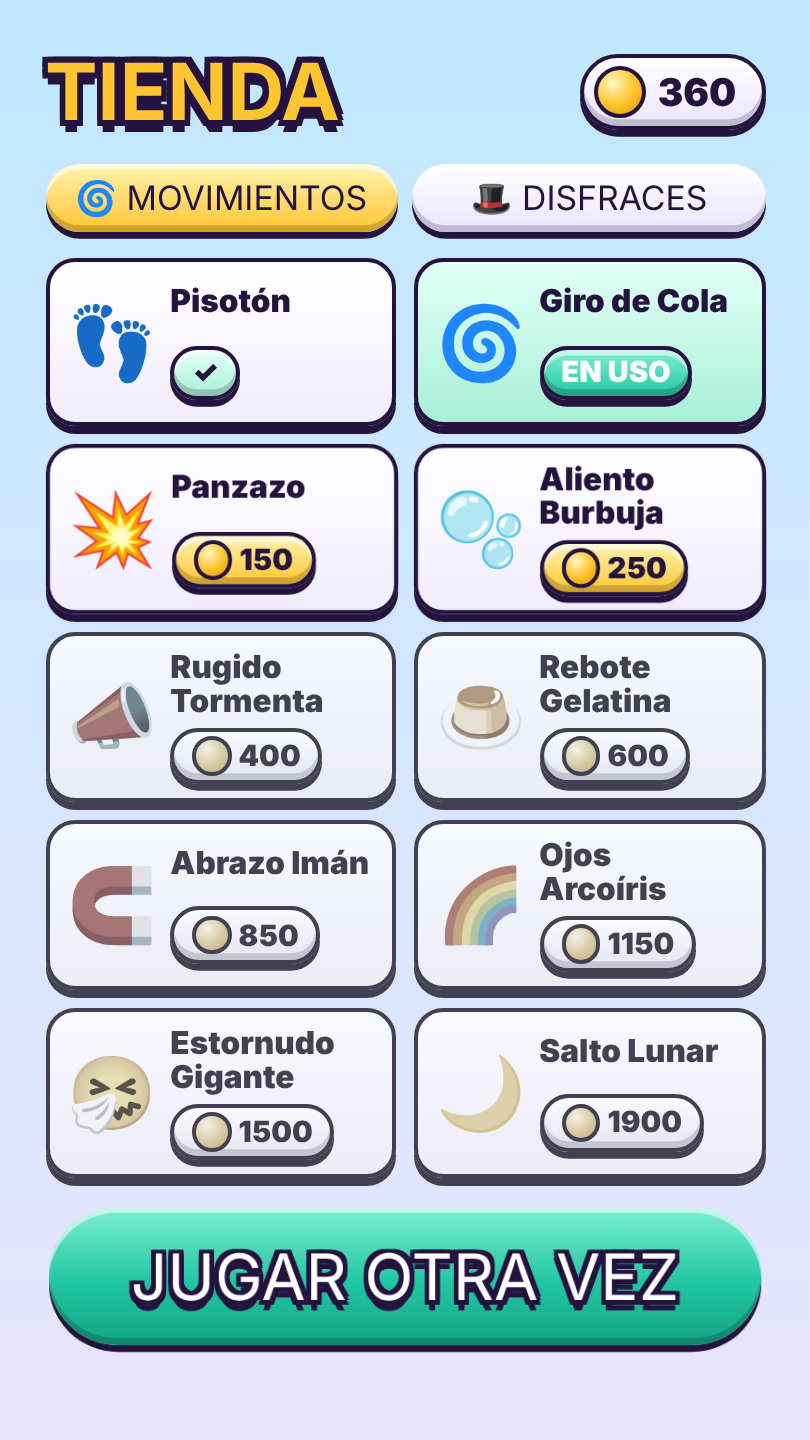 TIENDA
360
MOVIMIENTOS
DISFRACES
Pisotón
Giro de Cola
EN USO
Panzazo
150
Aliento
Burbuja
250
Rugido
Tormenta
400
Rebote
Gelatina
600
Abrazo Imán
850
Ojos
Arcoíris
1150
Estornudo
Gigante
1500
Salto Lunar
1900
JUGAR OTRA VEZ